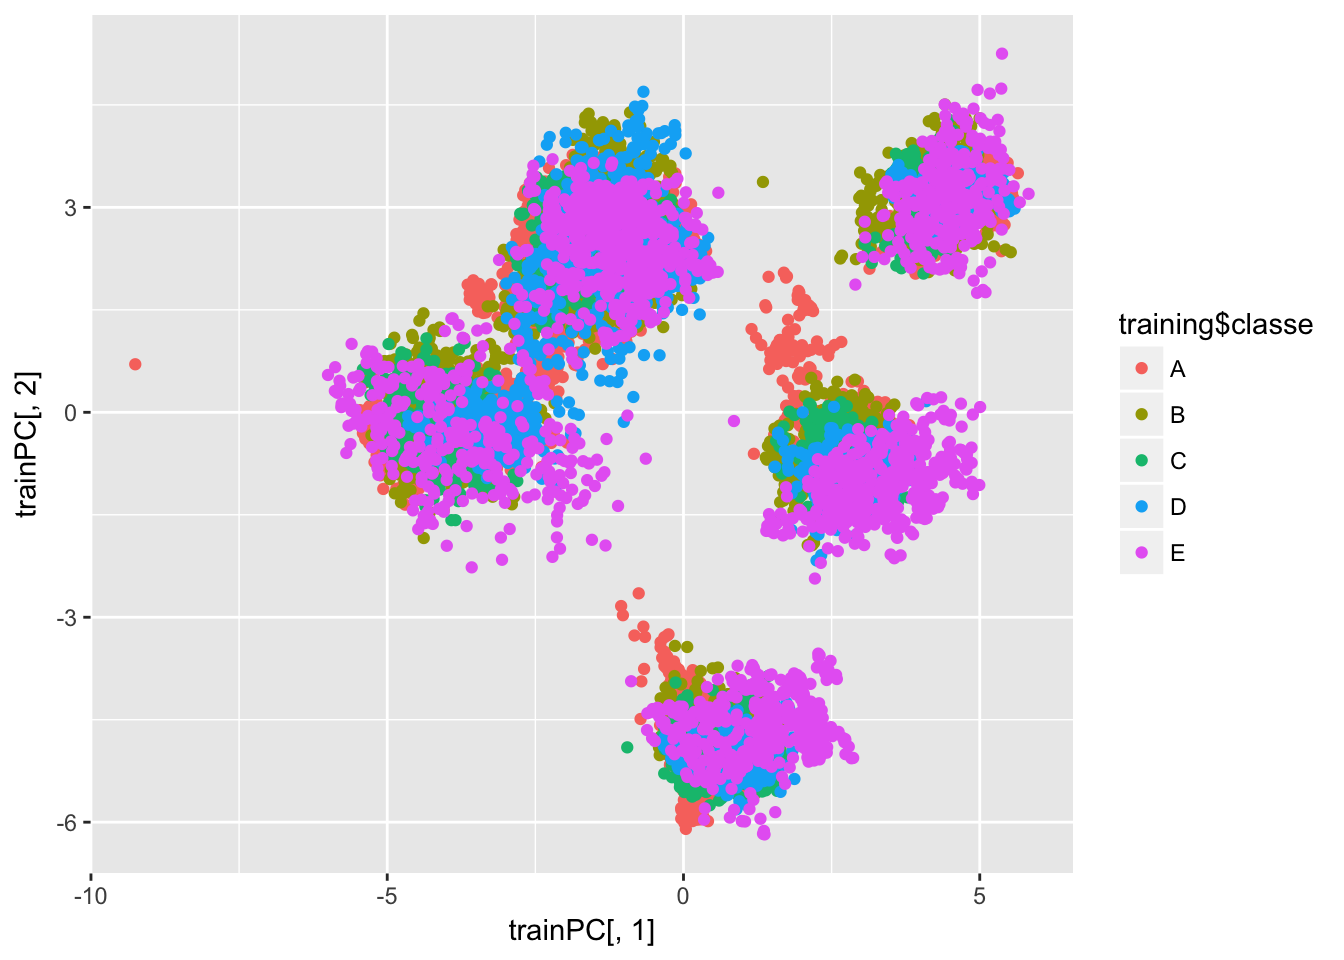 3
0
-3
-6
-10
-5
0
5
trainPC[, 1]
trainPC[, 2]
training$classe
A
B
C
D
E